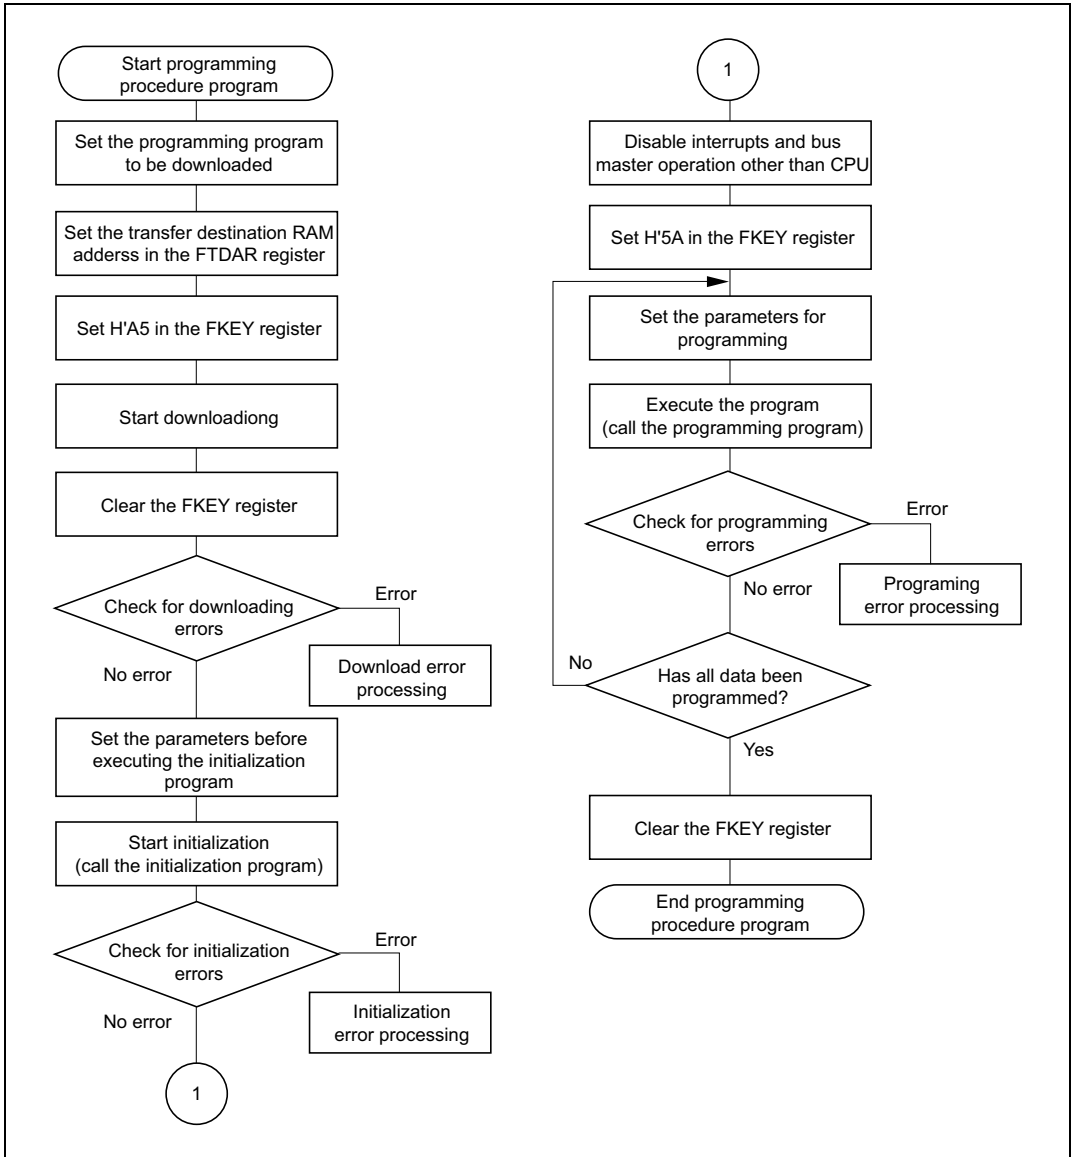 Start programming
procedure program
Set the programming program
to be downloaded
Set the transfer destination RAM
adderss in the FTDAR register
Set H'A5 in the FKEY register
Start downloadiong
Clear the FKEY register
Check for downloading
errors
Error
Download error
processing
No error
Set the parameters before
executing the initialization
program
Start initialization
(call the initialization program)
Check for initialization
errors
Error
Initialization
error processing
No error
1
1
Disable interrupts and bus
master operation other than CPU
Set H'5A in the FKEY register
Set the parameters for
programming
Execute the program
(call the programming program)
Check for programming
errors
Error
Programing
error processing
No error
Has all data been
programmed?
No
Yes
Clear the FKEY register
End programming
procedure program